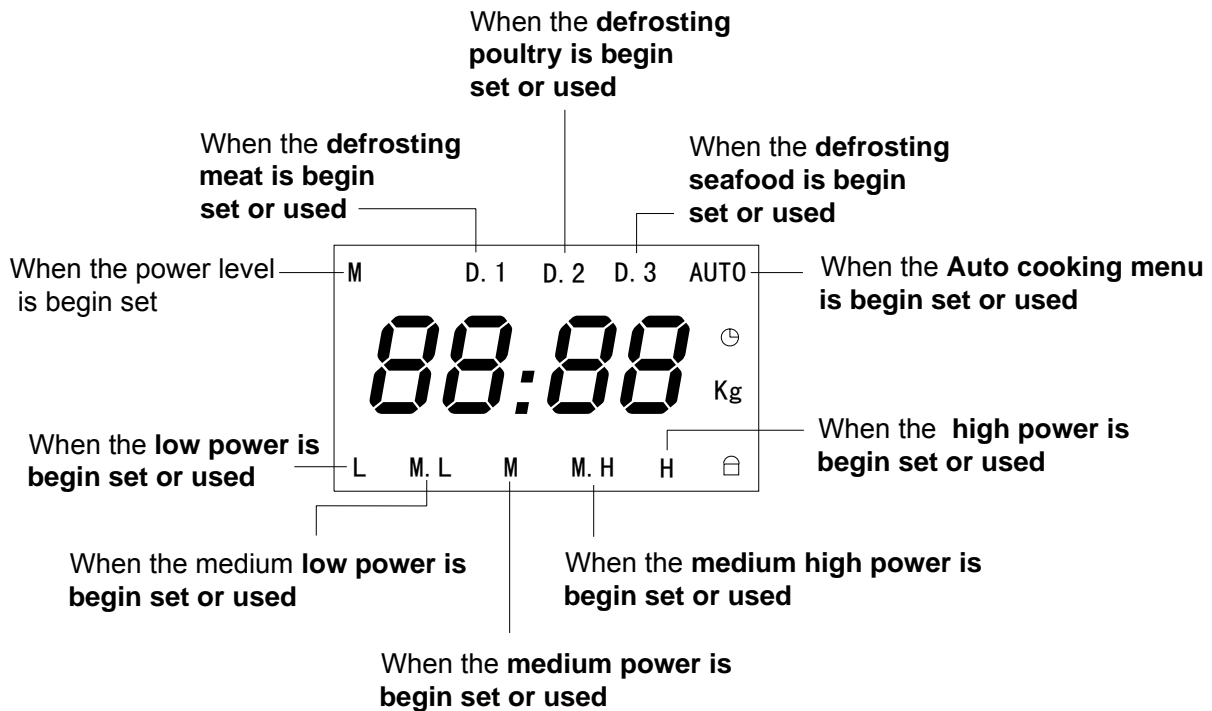 When the defrosting
poultry is begin
set or used
When the defrosting
meat is begin
set or used
When the defrosting
seafood is begin
set or used
When the power level
is begin set
M D. 1 D. 2 D. 3 AUTO
When the Auto cooking menu
is begin set or used
88:88
Kg
When the low power is
begin set or used
When the high power is
begin set or used
L M. L M M. H H
When the medium low power is
begin set or used
When the medium high power is
begin set or used
When the medium power is
begin set or used